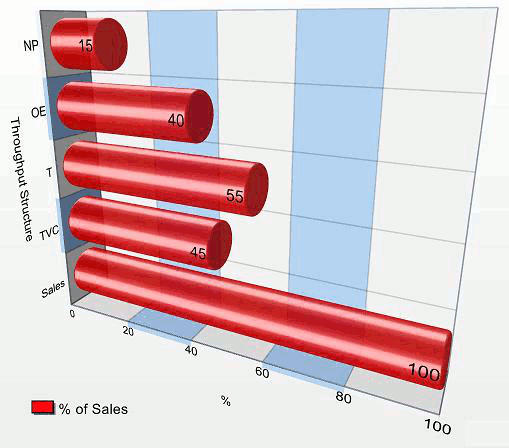 NP 15
OE 40
T 55
TVC 45
Sales 100
Throughput Structure
0 20 40 60 80 100
%
% of Sales